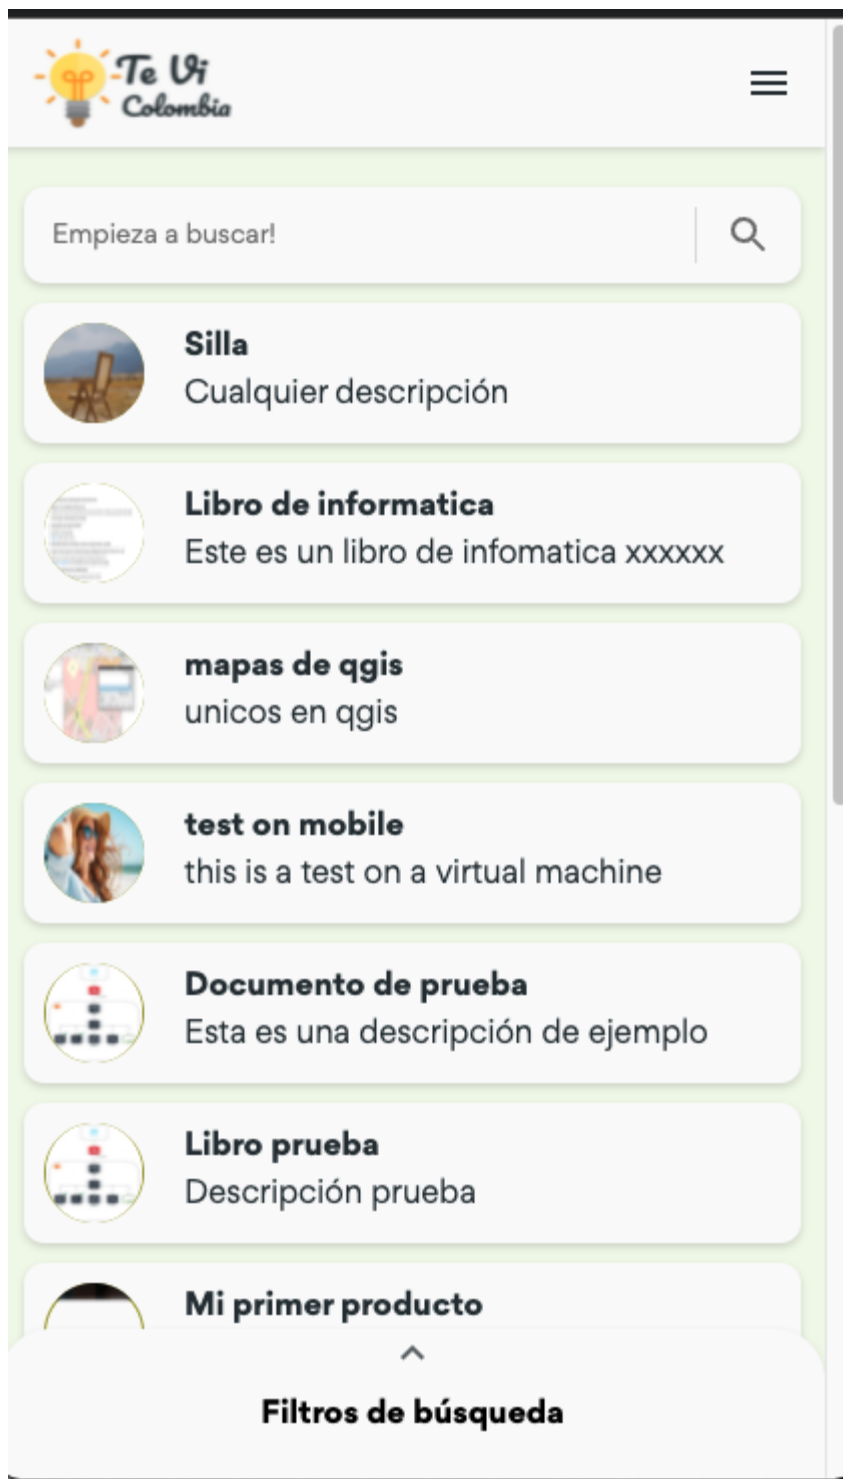 Te Vi
Colombia
Empieza a buscar!
Silla
Cualquier descripción
Libro de informatica
Este es un libro de infomatica xxxxxx
mapas de qgis
unicos en qgis
test on mobile
this is a test on a virtual machine
Documento de prueba
Esta es una descripción de ejemplo
Libro prueba
Descripción prueba
Mi primer producto
Filtros de búsqueda